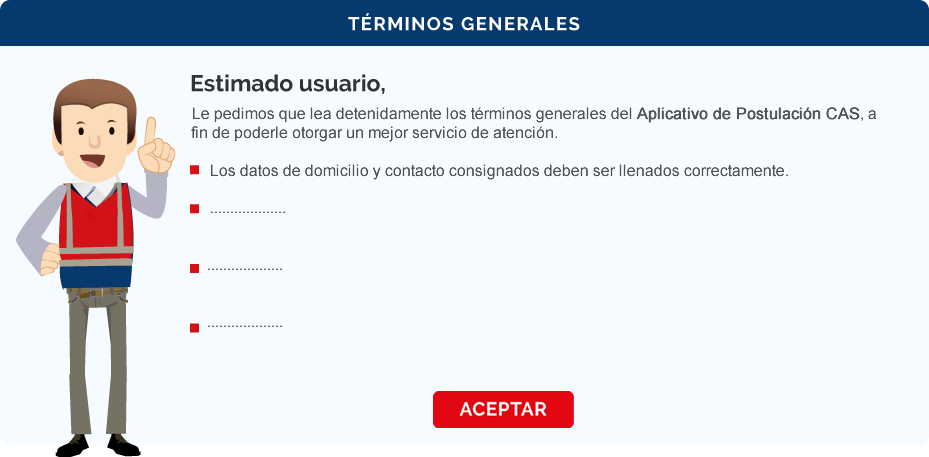 TÉRMINOS GENERALES
Estimado usuario,
Le pedimos que lea detenidamente los términos generales del Aplicativo de Postulación CAS, a
fin de poderle otorgar un mejor servicio de atención.
Los datos de domicilio y contacto consignados deben ser llenados correctamente.
...................
...................
...................
ACEPTAR